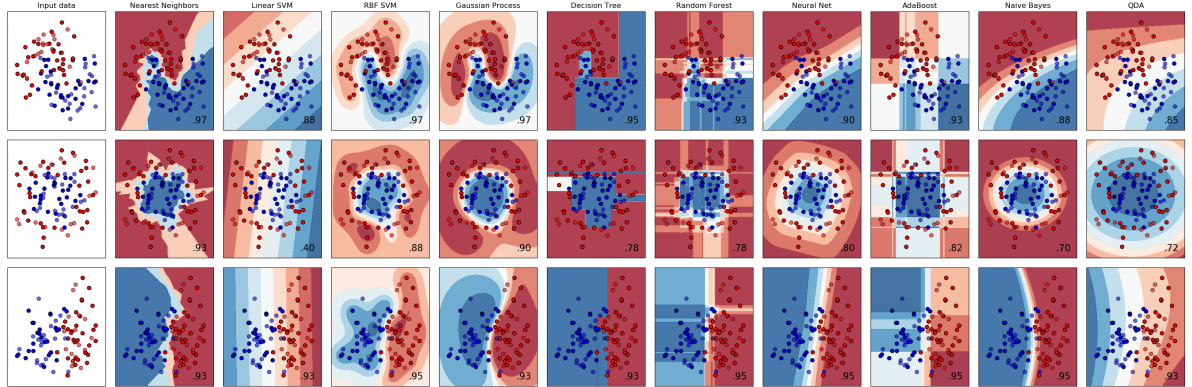 Input data
Nearest Neighbors
Linear SVM
RBF SVM
Gaussian Process
Decision Tree
Random Forest
Neural Net
AdaBoost
Naive Bayes
QDA
.97
.88
.97
.97
.95
.93
.90
.93
.88
.85
.93
.40
.88
.90
.78
.78
.80
.82
.70
.72
.93
.93
.95
.93
.93
.95
.95
.95
.95
.93